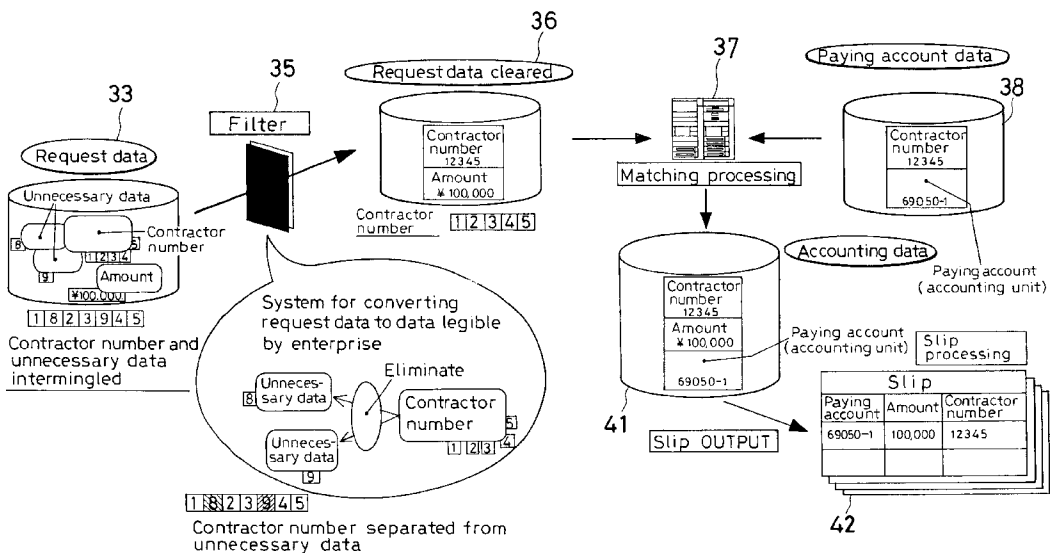 33
Request data
Unnecessary data
Contractor
number
8
5
1 2 3 4
9
Amount
¥100,000
1 8 2 3 9 4 5
Contractor number and
unnecessary data
intermingled
35
Filter
System for converting
request data to data legible
by enterprise
Eliminate
Unneces-
sary data
8
Unneces-
sary data
9
Contractor
number
5
4
1 2 3
1 8 2 3 9 4 5
Contractor number separated from
unnecessary data
36
Request data cleared
Contractor
number
12345
Amount
¥ 100,000
Contractor
number
1 2 3 4 5
37
Matching processing
Paying account data
38
Contractor
number
12345
69050-1
Paying account
(accounting unit)
Accounting data
Contractor
number
12345
Amount
¥ 100,000
69050-1
Paying account
(accounting unit)
41
Slip OUTPUT
Slip
processing
Slip
Paying account Amount Contractor number
69050-1 100,000 12345
42